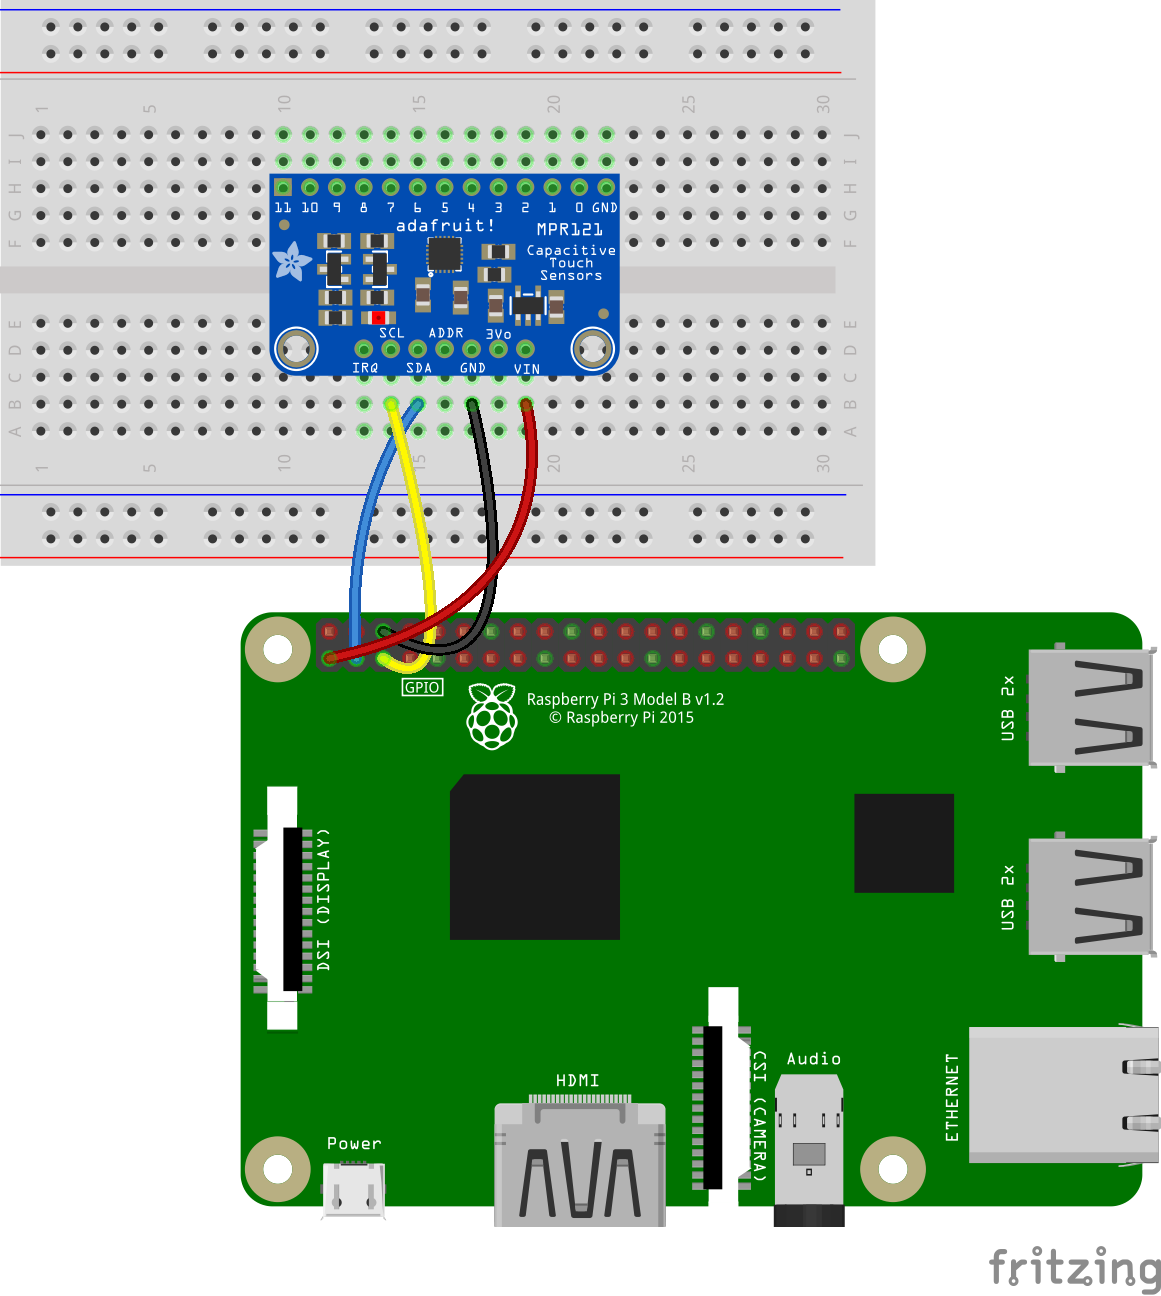 1 5 10 15 20 25 30
J J
I I
H H
G G
F F
11 10 9 8 7 6 5 4 3 2 1 0 GND
adafruit!
MPR121
Capacitive
Touch
Sensors
E E
D D
C C
B B
A A
SCL ADDR 3Vo
IRQ SDA GND VIN
1 5 10 15 20 25 30
GPIO
Raspberry Pi 3 Model B v1.2
© Raspberry Pi 2015
USB 2x
DSI (DISPLAY)
USB 2x
CSI (CAMERA)
Audio
ETHERNET
HDMI
Power
fritzing